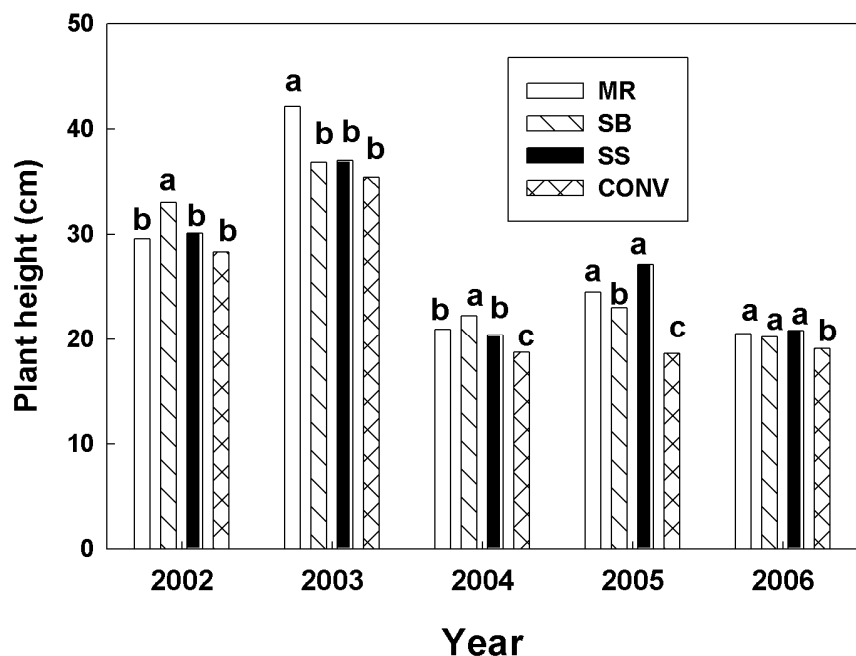 50
40
30
20
10
0
Plant height (cm)
MR
SB
SS
CONV
b a b b
a b b b
b a b c
a b a c
a a a b
2002 2003 2004 2005 2006
Year